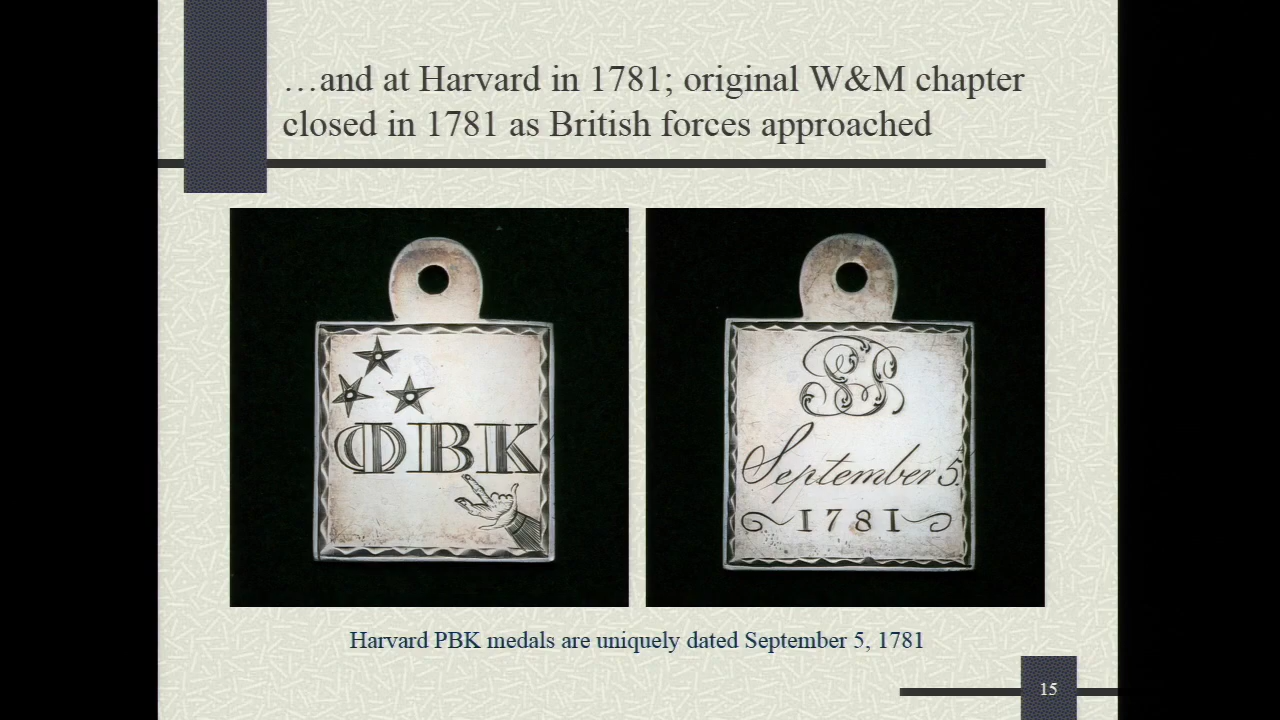 …and at Harvard in 1781; original W&M chapter
closed in 1781 as British forces approached
ΦΒΚ
September 5.
1781
Harvard PBK medals are uniquely dated September 5, 1781
15